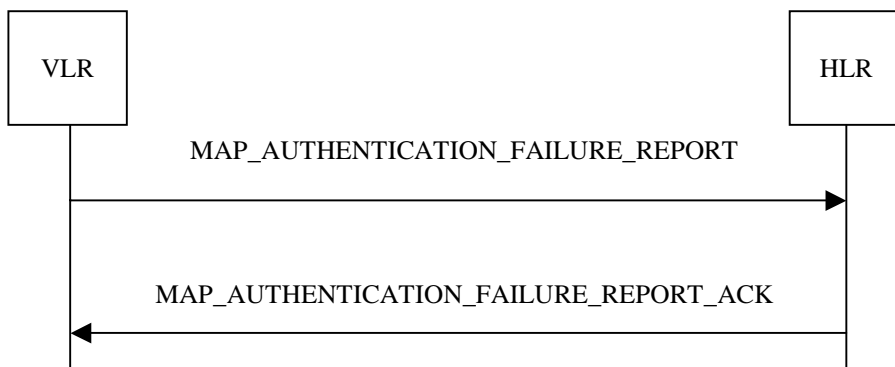 VLR
HLR
MAP_AUTHENTICATION_FAILURE_REPORT
MAP_AUTHENTICATION_FAILURE_REPORT_ACK